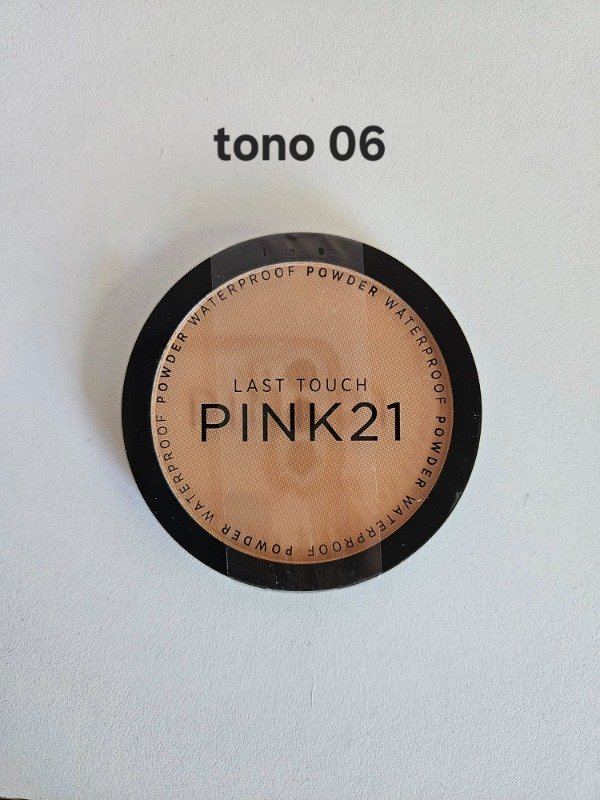 tono 06
WATERPROOF POWDER WATERPROOF POWDER WATERPROOF POWDER WATERPROOF POWDER
LAST TOUCH
PINK21